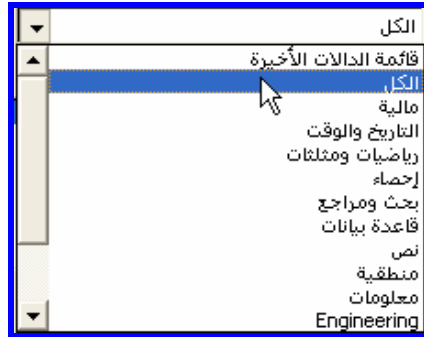 الكل
قائمة الدالات الأخيرة
الكل
مالية
التاريخ والوقت
رياضيات ومثلثات
إحصاء
بحث ومراجع
قاعدة بيانات
نص
منطقية
معلومات
Engineering